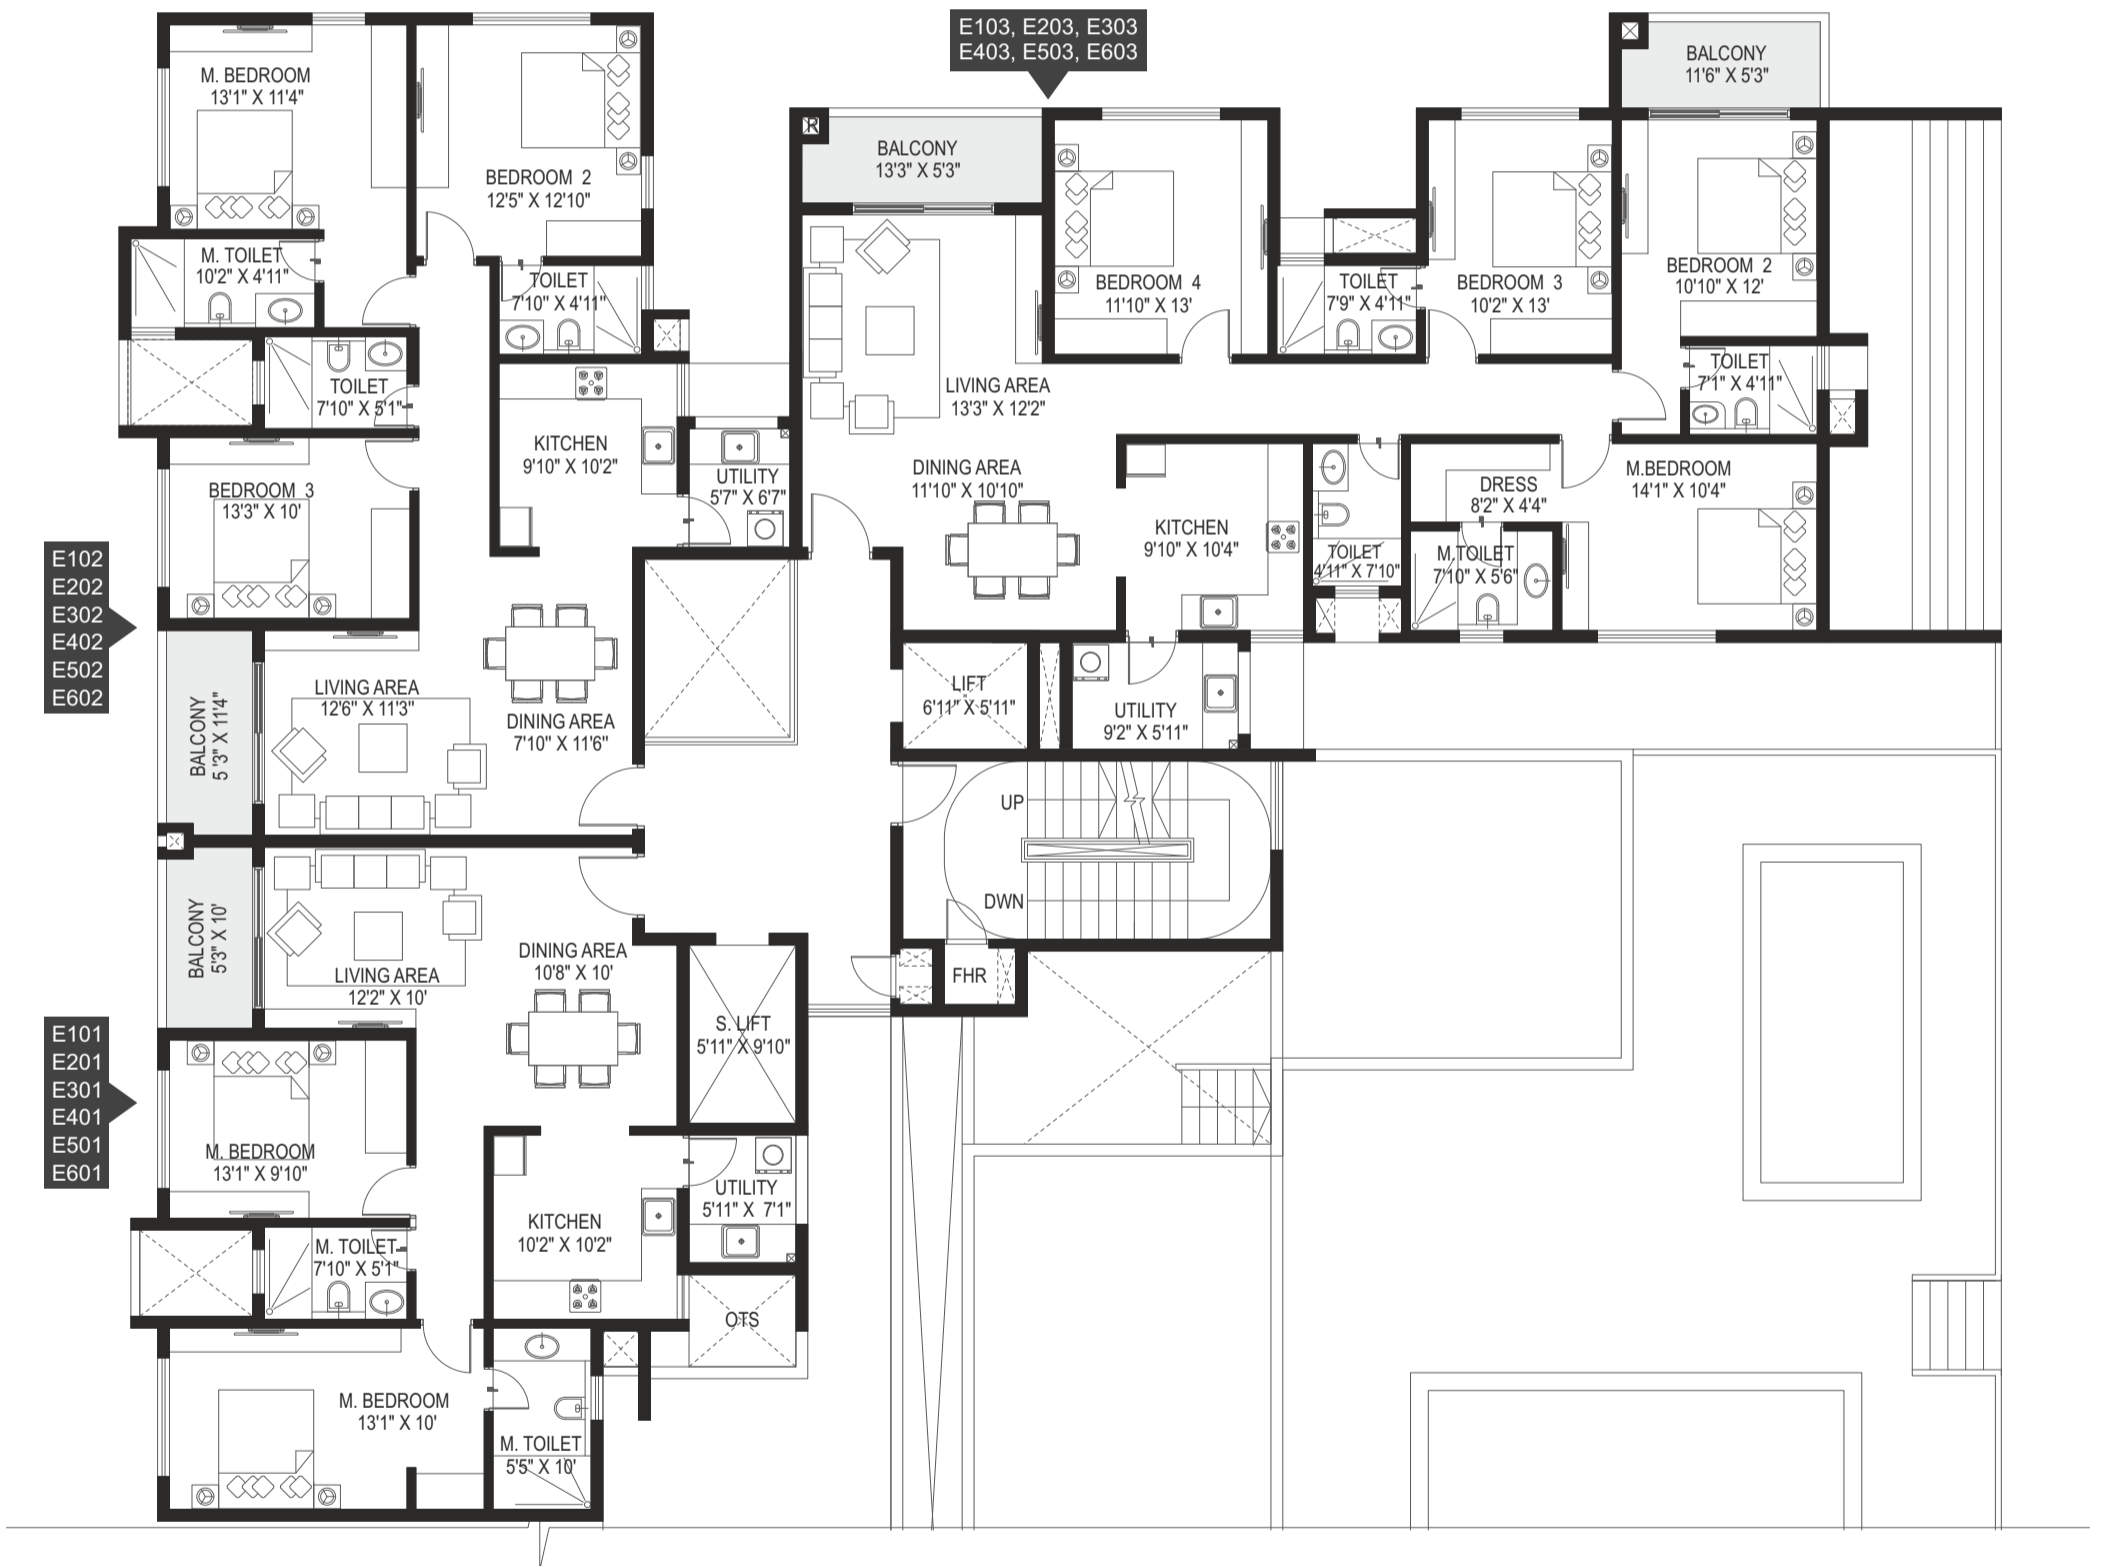 E103, E203, E303
E403, E503, E603
M. BEDROOM
13'1" X 11'4"
BEDROOM 2
12'5" X 12'10"
M. TOILET
10'2" X 4'11"
TOILET
7'10" X 4'11"
TOILET
7'10" X 5'1"
KITCHEN
9'10" X 10'2"
UTILITY
5'7" X 6'7"
BEDROOM 3
13'3" X 10'
E102
E202
E302
E402
E502
E602
LIVING AREA
12'6" X 11'3"
DINING AREA
7'10" X 11'6"
BALCONY
5 '3" X 11'4"
R
BALCONY
13'3" X 5'3"
BEDROOM 4
11'10" X 13'
TOILET
7'9" X 4'11"
BEDROOM 3
10'2" X 13'
BALCONY
11'6" X 5'3"
BEDROOM 2
10'10" X 12'
TOILET
7'1" X 4'11"
LIVING AREA
13'3" X 12'2"
DINING AREA
11'10" X 10'10"
KITCHEN
9'10" X 10'4"
TOILET
4'11" X 7'10"
DRESS
8'2" X 4'4"
M.TOILET
7'10" X 5'6"
M.BEDROOM
14'1" X 10'4"
LIFT
6'11" X 5'11"
UTILITY
9'2" X 5'11"
UP
DWN
FHR
BALCONY
5'3" X 10'
LIVING AREA
12'2" X 10'
DINING AREA
10'8" X 10'
S. LIFT
5'11" X 9'10"
E101
E201
E301
E401
E501
E601
M. BEDROOM
13'1" X 9'10"
M. TOILET
7'10" X 5'1"
KITCHEN
10'2" X 10'2"
UTILITY
5'11" X 7'1"
OTS
M. BEDROOM
13'1" X 10'
M. TOILET
5'5" X 10'